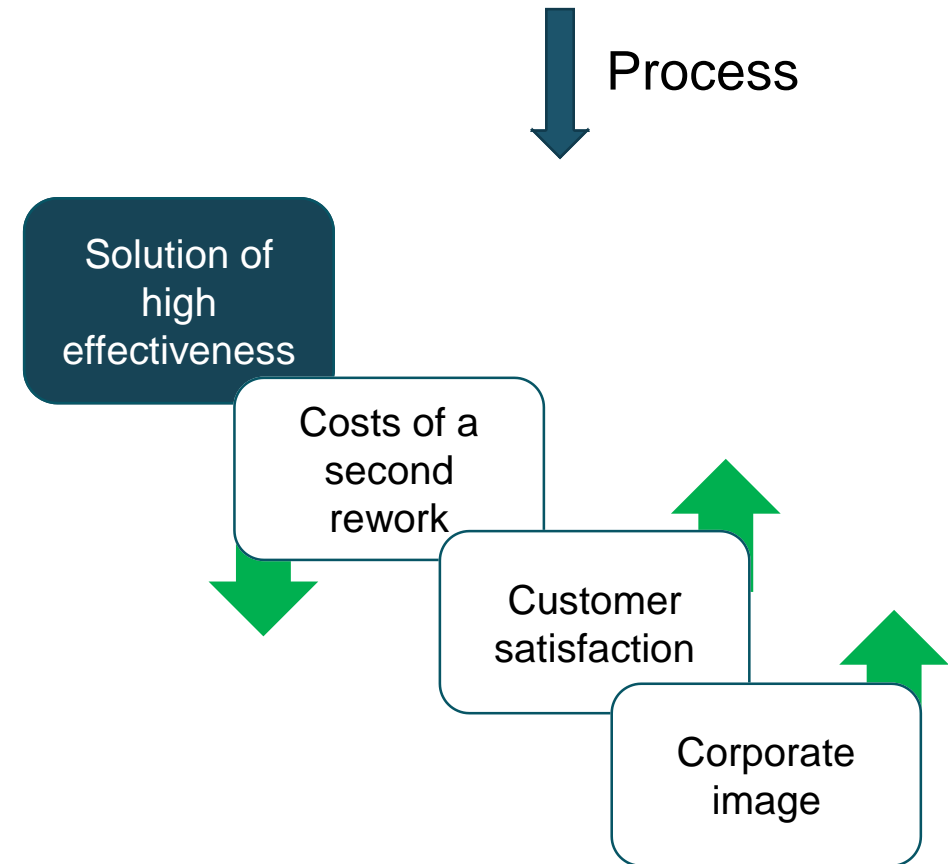 Process
Solution of
high
effectiveness
Costs of a
second
rework
Customer
satisfaction
Corporate
image